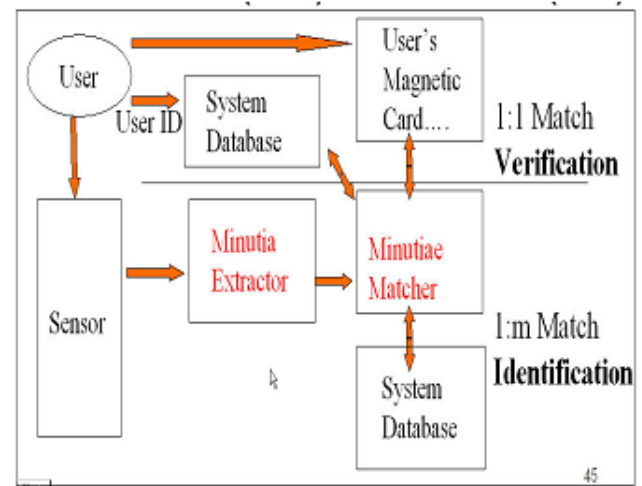 User
User ID
System
Database
User's
Magnetic
Card....
1:1 Match
Verification
Sensor
Minutia
Extractor
Minutiae
Matcher
1:m Match
Identification
System
Database
45